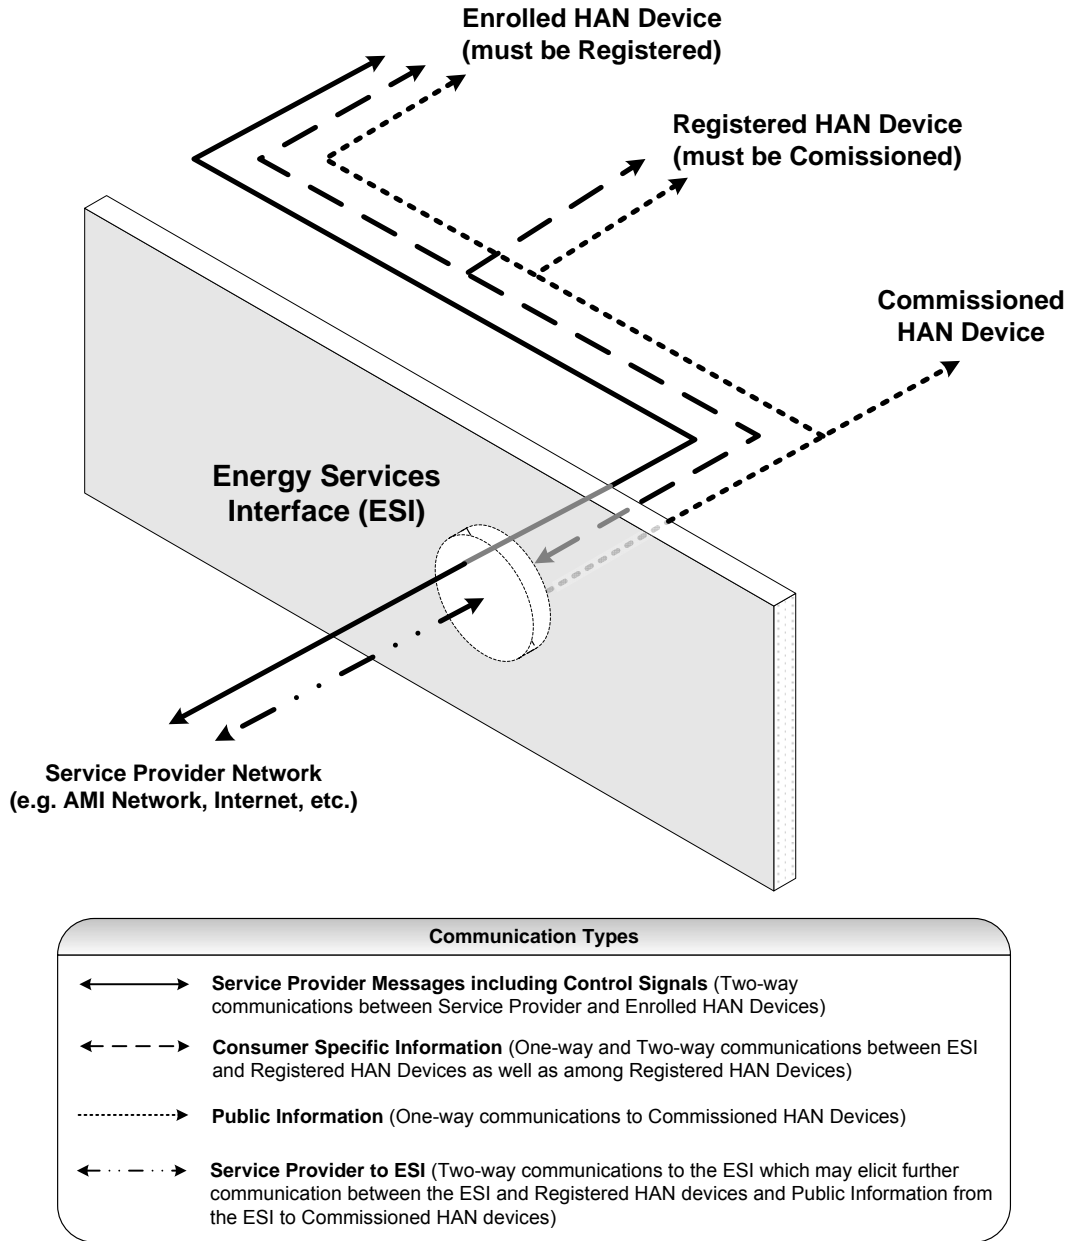 Enrolled HAN Device
(must be Registered)
Registered HAN Device
(must be Comissioned)
Commissioned
HAN Device
Energy Services
Interface (ESI)
Service Provider Network
(e.g. AMI Network, Internet, etc.)
Communication Types
Service Provider Messages including Control Signals (Two-way
communications between Service Provider and Enrolled HAN Devices)
Consumer Specific Information (One-way and Two-way communications between ESI
and Registered HAN Devices as well as among Registered HAN Devices)
Public Information (One-way communications to Commissioned HAN Devices)
Service Provider to ESI (Two-way communications to the ESI which may elicit further
communication between the ESI and Registered HAN devices and Public Information from
the ESI to Commissioned HAN devices)